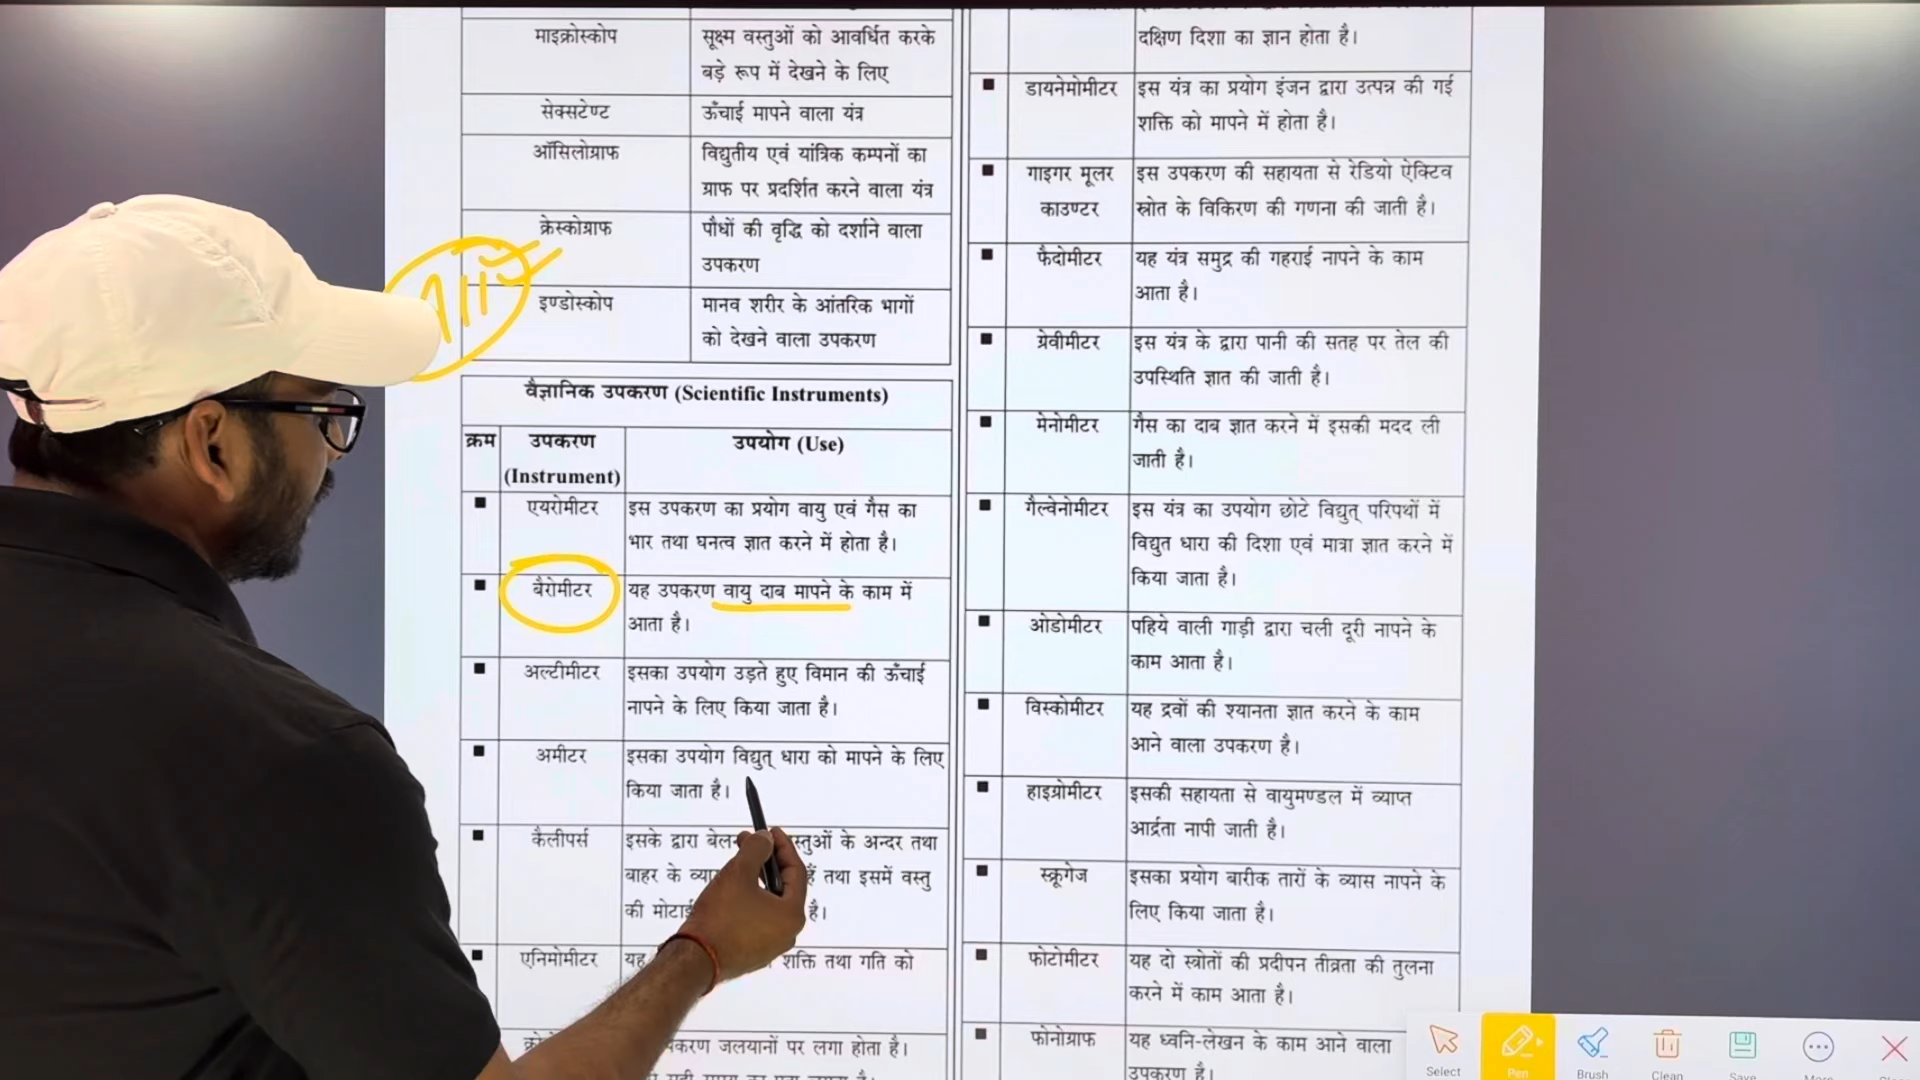 माइक्रोस्कोप
सूक्ष्म वस्तुओं को आवर्धित करके
बड़े रूप में देखने के लिए
सेक्सटेण्ट
ऊँचाई मापने वाला यंत्र
ऑसिलोग्राफ
विद्युतीय एवं यांत्रिक कम्पनों का
ग्राफ पर प्रदर्शित करने वाला यंत्र
क्रेस्कोग्राफ
पौधों की वृद्धि को दर्शाने वाला
उपकरण
इण्डोस्कोप
मानव शरीर के आंतरिक भागों
को देखने वाला उपकरण
वैज्ञानिक उपकरण (Scientific Instruments)
क्रम
उपकरण
(Instrument)
उपयोग (Use)
एयरोमीटर
इस उपकरण का प्रयोग वायु एवं गैस का
भार तथा घनत्व ज्ञात करने में होता है।
बैरोमीटर
यह उपकरण वायु दाब मापने के काम में
आता है।
अल्टीमीटर
इसका उपयोग उड़ते हुए विमान की ऊँचाई
नापने के लिए किया जाता है।
अमीटर
इसका उपयोग विद्युत् धारा को मापने के लिए
किया जाता है।
कैलीपर्स
इसके द्वारा के अन्दर तथा
बाहर के तथा इसमें वस्तु
की है।
एनिमोमीटर
यह शक्ति तथा गति को
जलयानों पर लगा होता है।
दक्षिण दिशा का ज्ञान होता है।
डायनेमोमीटर
इस यंत्र का प्रयोग इंजन द्वारा उत्पन्न की गई
शक्ति को मापने में होता है।
गाइगर मूलर
काउण्टर
इस उपकरण की सहायता से रेडियो ऐक्टिव
स्रोत के विकिरण की गणना की जाती है।
फैदोमीटर
यह यंत्र समुद्र की गहराई नापने के काम
आता है।
ग्रेवीमीटर
इस यंत्र के द्वारा पानी की सतह पर तेल की
उपस्थिति ज्ञात की जाती है।
मेनोमीटर
गैस का दाब ज्ञात करने में इसकी मदद ली
जाती है।
गैल्वेनोमीटर
इस यंत्र का उपयोग छोटे विद्युत् परिपथों में
विद्युत धारा की दिशा एवं मात्रा ज्ञात करने में
किया जाता है।
ओडोमीटर
पहिये वाली गाड़ी द्वारा चली दूरी नापने के
काम आता है।
विस्कोमीटर
यह द्रवों की श्यानता ज्ञात करने के काम
आने वाला उपकरण है।
हाइग्रोमीटर
इसकी सहायता से वायुमण्डल में व्याप्त
आर्द्रता नापी जाती है।
स्क्रूगेज
इसका प्रयोग बारीक तारों के व्यास नापने के
लिए किया जाता है।
फोटोमीटर
यह दो स्त्रोतों की प्रदीपन तीव्रता की तुलना
करने में काम आता है।
फोनोग्राफ
यह ध्वनि-लेखन के काम आने वाला
उपकरण है।
Select
Pen
Brush
Clean
Save
More